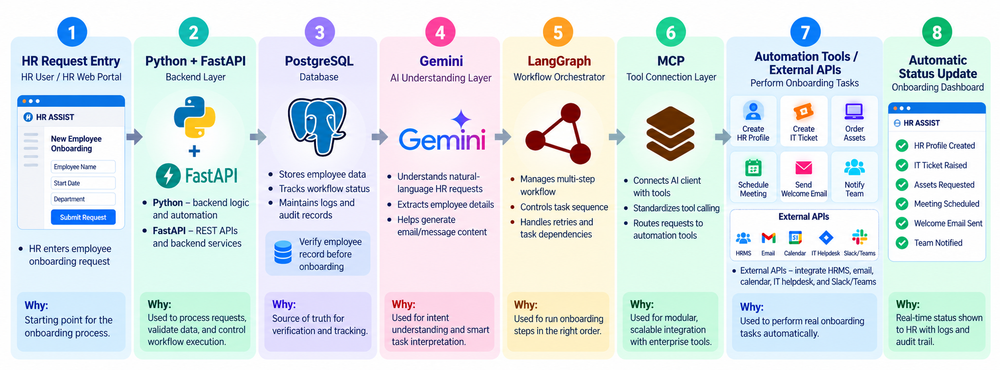 1
HR Request Entry
HR User / HR Web Portal
HR ASSIST
New Employee
Onboarding
Employee Name
Start Date
Department
Submit Request
• HR enters employee
onboarding request
Why:
Starting point for the
onboarding process.
2
Python + FastAPI
Backend Layer
+
FastAPI
• Python – backend logic
and automation
• FastAPI – REST APIs
and backend services
Why:
Used to process requests,
validate data, and control
workflow execution.
3
PostgreSQL
Database
• Stores employee data
• Tracks workflow status
• Maintains logs and
audit records
Verify employee
record before
onboarding
Why:
Source of truth for
verification and tracking.
4
Gemini
AI Understanding Layer
Gemini
• Understands natural-
language HR requests
• Extracts employee details
• Helps generate
email/message content
Why:
Used for intent
understanding and smart
task interpretation.
5
LangGraph
Workflow Orchestrator
• Manages multi-step
workflow
• Controls task sequence
• Handles retries and
task dependencies
Why:
Used fo run onboarding
steps in the right order.
6
MCP
Tool Connection Layer
• Connects AI client
with tools
• Standardizes tool calling
• Routes requests to
automation tools
Why:
Used for modular,
scalable integration
with enterprise tools.
7
Automation Tools /
External APIs
Perform Onboarding Tasks
Create
HR Profile
Create
IT Ticket
Order
Assets
Schedule
Meeting
Send
Welcome Email
Notify
Team
External APIs
31
HRMS
Email
Calendar
IT Helpdesk
Slack/Teams
• External APIs – integrate HRMS, email,
calendar, IT helpdesk, and Slack/Teams
Why:
Used to perform real onboarding
tasks automatically.
8
Automatic
Status Update
Onboarding Dashboard
HR ASSIST
HR Profile Created
IT Ticket Raised
Assets Requested
Meeting Scheduled
Welcome Email Sent
Team Notified
Why:
Real-time status shown
to HR with logs and
audit trail.